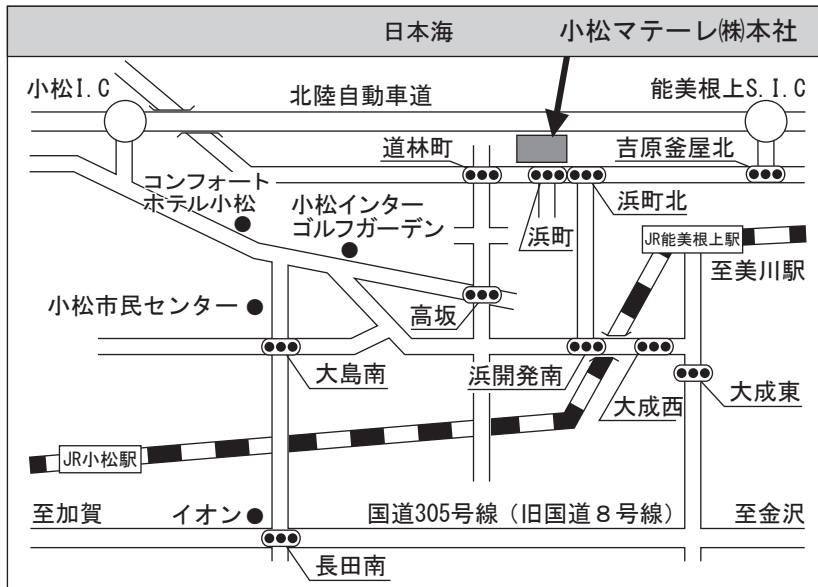 日本海
小松マテーレ㈱本社
小松I.C
北陸自動車道
能美根上S.I.C
道林町
吉原釜屋北
コンフォート
ホテル小松
小松インター
ゴルフガーデン
浜町
浜町北
JR能美根上駅
至美川駅
小松市民センター
高坂
大島南
浜開発南
大成西
大成東
JR小松駅
至加賀
イオン
国道305号線（旧国道８号線）
至金沢
長田南